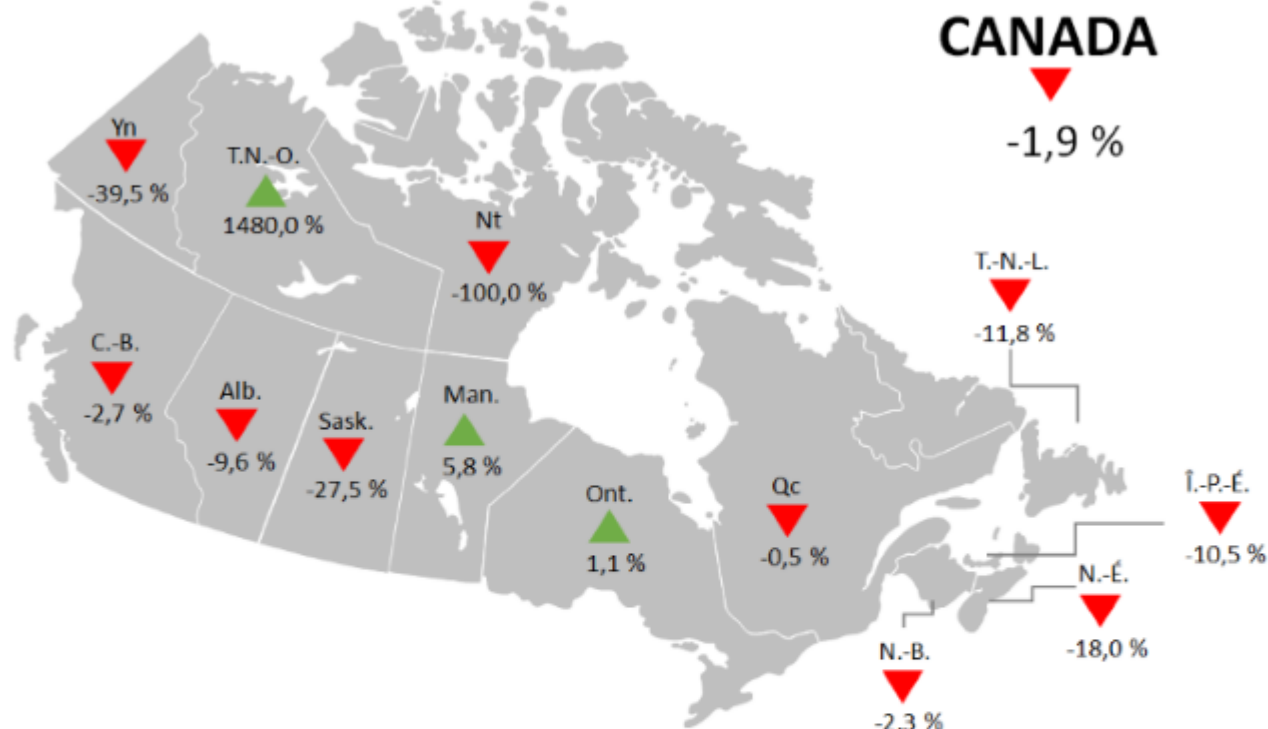 CANADA
-1,9 %
Yn
-39,5 %
T.N.-O.
1480,0 %
Nt
-100,0 %
T.-N.-L.
-11,8 %
C.-B.
-2,7 %
Alb.
-9,6 %
Sask.
-27,5 %
Man.
5,8 %
Ont.
1,1 %
Qc
-0,5 %
Î.-P.-É.
-10,5 %
N.-É.
-18,0 %
N.-B.
-2,3 %